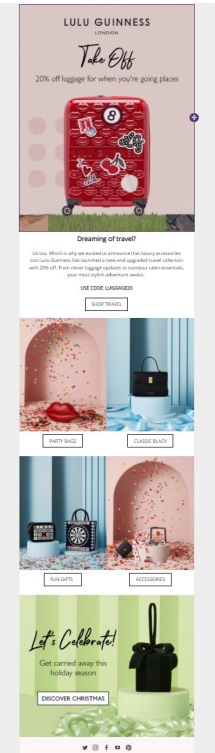 LULU GUINNESS
LONDON
Take Off
20% off luggage for when you're going places
8
Dreaming of travel?
Us too. Which is why we excited to announce that luxury accessories
icon Lulu Guinness has launched a new and upgraded travel collection
with 20% off. From clever luggage updates to standout cabin essentials,
your most stylish adventure awaits.
USE CODE: LUGGAGE20
SHOP TRAVEL
PARTY BAGS
CLASSIC BLACK
FUN GIFTS
ACCESSORIES
Let's Celebrate!
Get carried away this
holiday season
DISCOVER CHRISTMAS